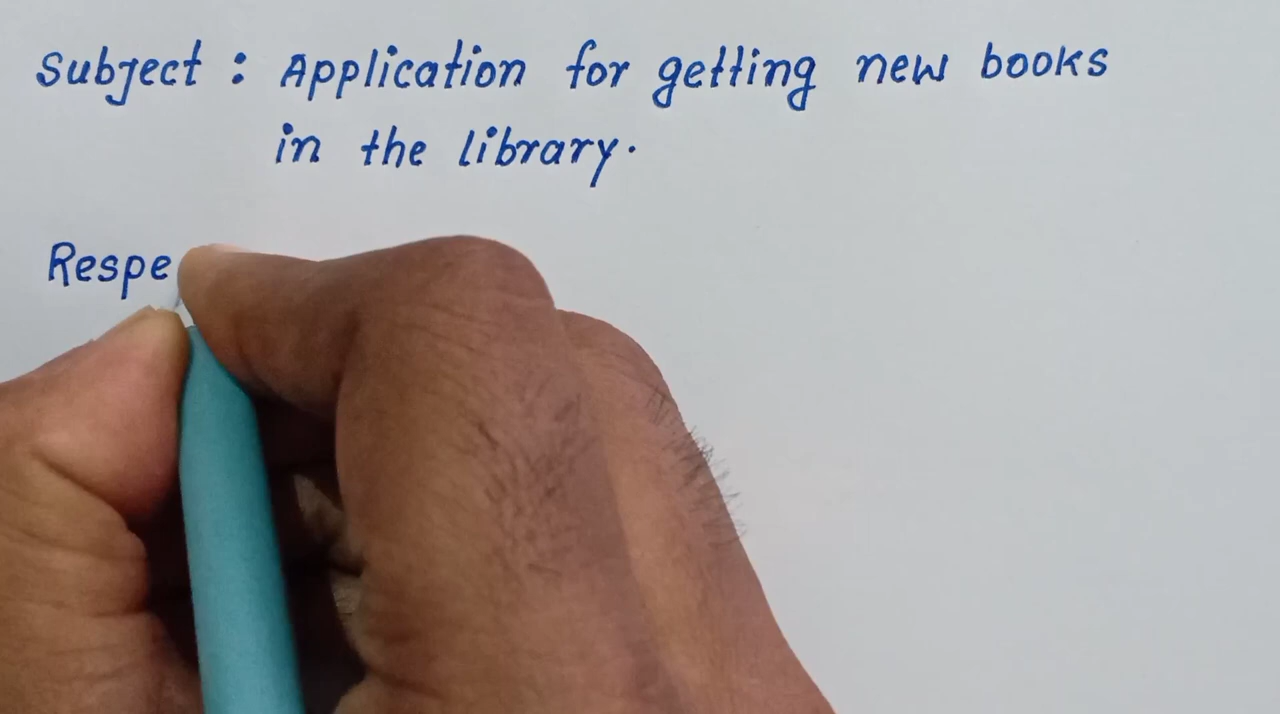 Subject : Application for getting new books
in the library.
Respe